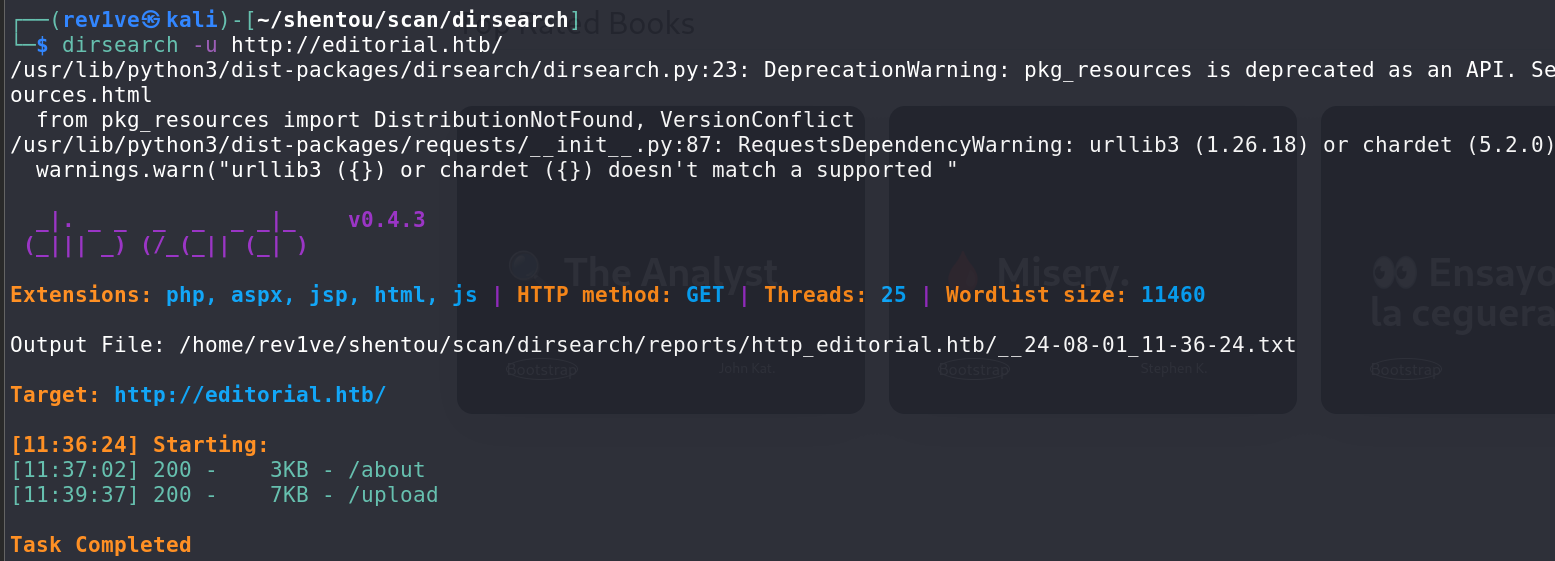 ┌──(rev1ve㉿kali)-[~/shentou/scan/dirsearch]
Top Rated Books
└─$ dirsearch -u http://editorial.htb/
/usr/lib/python3/dist-packages/dirsearch/dirsearch.py:23: DeprecationWarning: pkg_resources is deprecated as an API. Se
ources.html
  from pkg_resources import DistributionNotFound, VersionConflict
/usr/lib/python3/dist-packages/requests/__init__.py:87: RequestsDependencyWarning: urllib3 (1.26.18) or chardet (5.2.0)
  warnings.warn("urllib3 ({}) or chardet ({}) doesn't match a supported "
  _|. _ _  _  _  _ _|_    v0.4.3
 (_||| _) (/_(_|| (_| )
🔍 The Analyst
🩸 Misery.
👀 Ensayo
la ceguera
Extensions: php, aspx, jsp, html, js | HTTP method: GET | Threads: 25 | Wordlist size: 11460
Output File: /home/rev1ve/shentou/scan/dirsearch/reports/http_editorial.htb/__24-08-01_11-36-24.txt
Bootstrap John Kat.
Bootstrap Stephen K.
Bootstrap
Target: http://editorial.htb/
[11:36:24] Starting:
[11:37:02] 200 -    3KB - /about
[11:39:37] 200 -    7KB - /upload
Task Completed